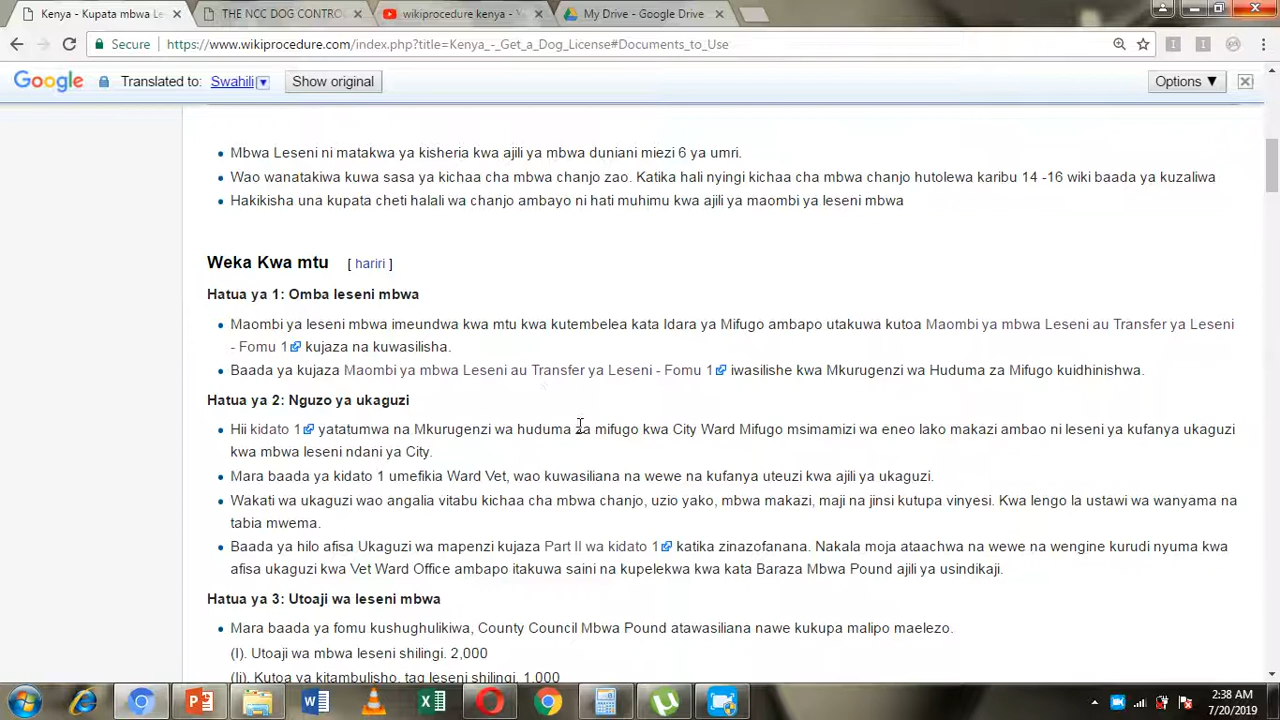 Kenya - Kupata mbwa Le
THE NCC DOG CONTRO
wikiprocedure kenya - Y
My Drive - Google Drive
Secure
https://www.wikiprocedure.com/index.php?title=Kenya_-_Get_a_Dog_License#Documents_to_Use
Google Translated to: Swahili Show original Options ▼
Mbwa Leseni ni matakwa ya kisheria kwa ajili ya mbwa duniani miezi 6 ya umri.
Wao wanatakiwa kuwa sasa ya kichaa cha mbwa chanjo zao. Katika hali nyingi kichaa cha mbwa chanjo hutolewa karibu 14 -16 wiki baada ya kuzaliwa
Hakikisha una kupata cheti halali wa chanjo ambayo ni hati muhimu kwa ajili ya maombi ya leseni mbwa
Weka Kwa mtu [ hariri ]
Hatua ya 1: Omba leseni mbwa
Maombi ya leseni mbwa imeundwa kwa mtu kwa kutembelea kata Idara ya Mifugo ambapo utakuwa kutoa Maombi ya mbwa Leseni au Transfer ya Leseni
- Fomu 1 kujaza na kuwasilisha.
Baada ya kujaza Maombi ya mbwa Leseni au Transfer ya Leseni - Fomu 1 iwasilishe kwa Mkurugenzi wa Huduma za Mifugo kuidhinishwa.
Hatua ya 2: Nguzo ya ukaguzi
Hii kidato 1 yatatumwa na Mkurugenzi wa huduma za mifugo kwa City Ward Mifugo msimamizi wa eneo lako makazi ambao ni leseni ya kufanya ukaguzi
kwa mbwa leseni ndani ya City.
Mara baada ya kidato 1 umefikia Ward Vet, wao kuwasiliana na wewe na kufanya uteuzi kwa ajili ya ukaguzi.
Wakati wa ukaguzi wao angalia vitabu kichaa cha mbwa chanjo, uzio yako, mbwa makazi, maji na jinsi kutupa vinyesi. Kwa lengo la ustawi wa wanyama na
tabia mwema.
Baada ya hilo afisa Ukaguzi wa mapenzi kujaza Part II wa kidato 1 katika zinazofanana. Nakala moja ataachwa na wewe na wengine kurudi nyuma kwa
afisa ukaguzi kwa Vet Ward Office ambapo itakuwa saini na kupelekwa kwa kata Baraza Mbwa Pound ajili ya usindikaji.
Hatua ya 3: Utoaji wa leseni mbwa
Mara baada ya fomu kushughulikiwa, County Council Mbwa Pound atawasiliana nawe kukupa malipo maelezo.
(I). Utoaji wa mbwa leseni shilingi. 2,000
(Ii). Kutoa ya kitambulisho, tag leseni shilingi. 1,000
2:38 AM
7/20/2019